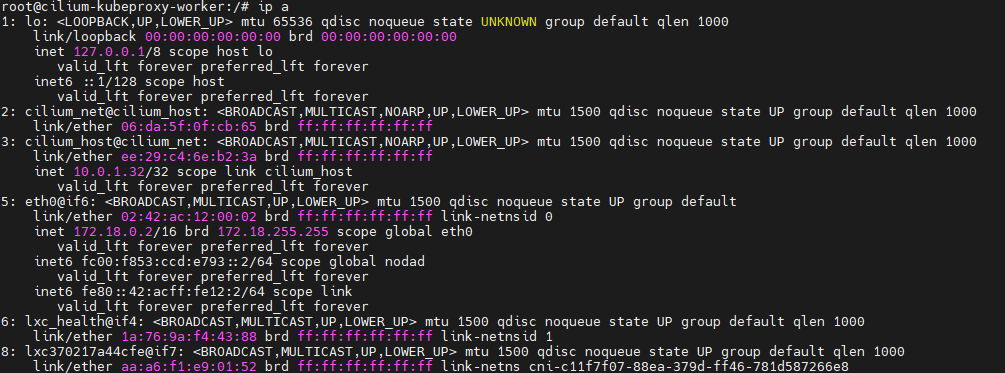 root@cilium-kubeproxy-worker:/# ip a
1: lo: <LOOPBACK,UP,LOWER_UP> mtu 65536 qdisc noqueue state UNKNOWN group default qlen 1000
    link/loopback 00:00:00:00:00:00 brd 00:00:00:00:00:00
    inet 127.0.0.1/8 scope host lo
       valid_lft forever preferred_lft forever
    inet6 ::1/128 scope host
       valid_lft forever preferred_lft forever
2: cilium_net@cilium_host: <BROADCAST,MULTICAST,NOARP,UP,LOWER_UP> mtu 1500 qdisc noqueue state UP group default qlen 1000
    link/ether 06:da:5f:0f:cb:65 brd ff:ff:ff:ff:ff:ff
3: cilium_host@cilium_net: <BROADCAST,MULTICAST,NOARP,UP,LOWER_UP> mtu 1500 qdisc noqueue state UP group default qlen 1000
    link/ether ee:29:c4:6e:b2:3a brd ff:ff:ff:ff:ff:ff
    inet 10.0.1.32/32 scope link cilium_host
       valid_lft forever preferred_lft forever
5: eth0@if6: <BROADCAST,MULTICAST,UP,LOWER_UP> mtu 1500 qdisc noqueue state UP group default
    link/ether 02:42:ac:12:00:02 brd ff:ff:ff:ff:ff:ff link-netnsid 0
    inet 172.18.0.2/16 brd 172.18.255.255 scope global eth0
       valid_lft forever preferred_lft forever
    inet6 fc00:f853:ccd:e793::2/64 scope global nodad
       valid_lft forever preferred_lft forever
    inet6 fe80::42:acff:fe12:2/64 scope link
       valid_lft forever preferred_lft forever
6: lxc_health@if4: <BROADCAST,MULTICAST,UP,LOWER_UP> mtu 1500 qdisc noqueue state UP group default qlen 1000
    link/ether 1a:76:9a:f4:43:88 brd ff:ff:ff:ff:ff:ff link-netnsid 1
8: lxc370217a44cfe@if7: <BROADCAST,MULTICAST,UP,LOWER_UP> mtu 1500 qdisc noqueue state UP group default qlen 1000
    link/ether aa:a6:f1:e9:01:52 brd ff:ff:ff:ff:ff:ff link-netns cni-c11f7f07-88ea-379d-ff46-781d587266e8